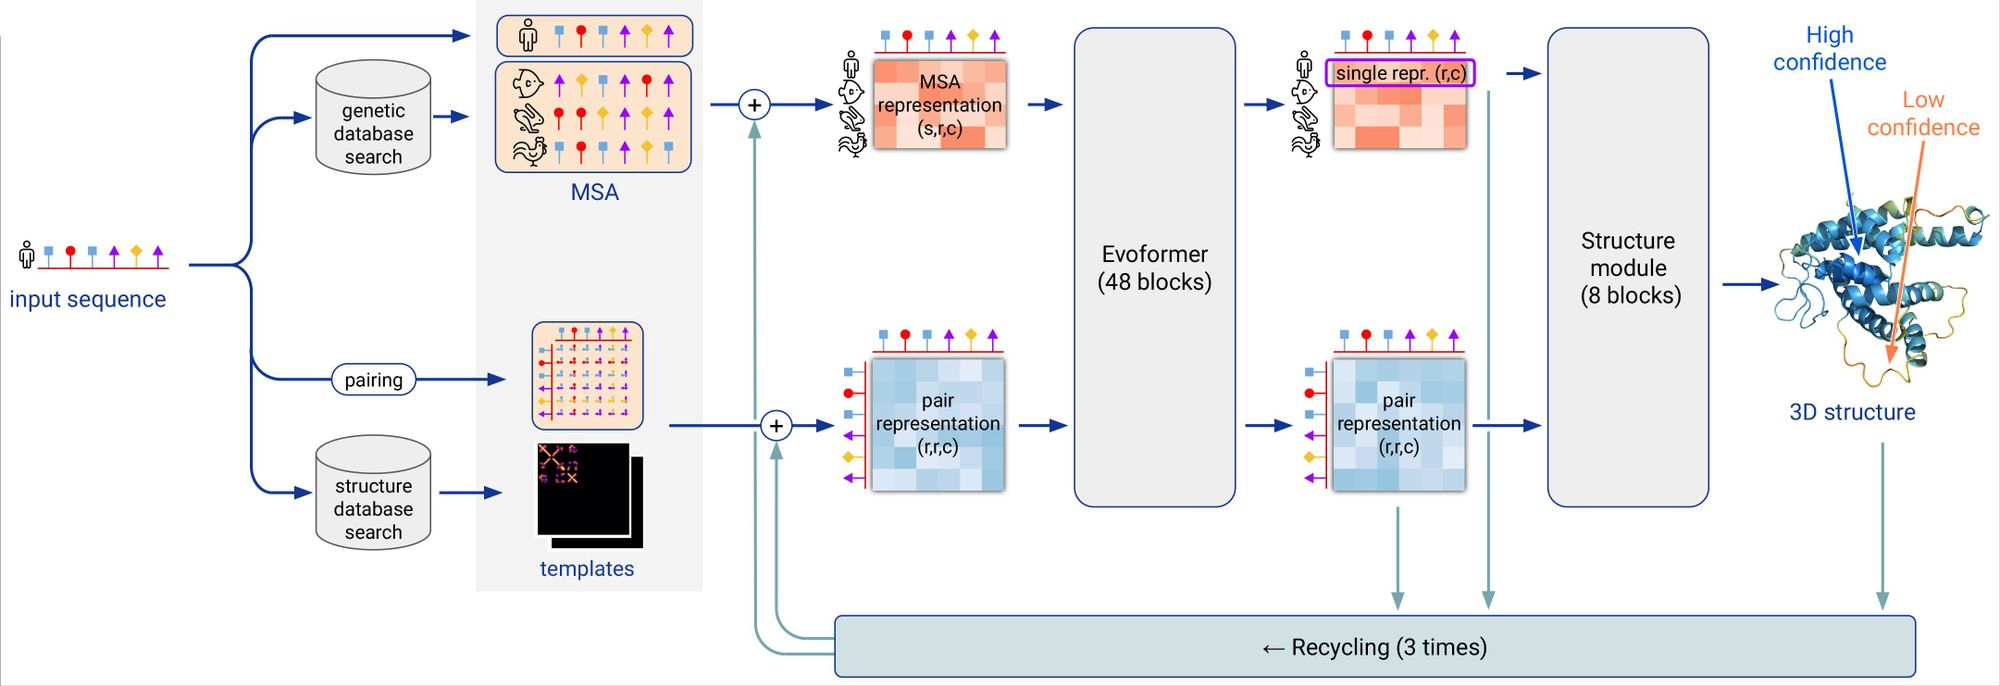 input sequence
genetic
database
search
pairing
structure
database
search
MSA
templates
+
+
MSA
representation
(s,r,c)
pair
representation
(r,r,c)
Evoformer
(48 blocks)
single repr. (r,c)
pair
representation
(r,r,c)
Structure
module
(8 blocks)
High
confidence
Low
confidence
3D structure
← Recycling (3 times)